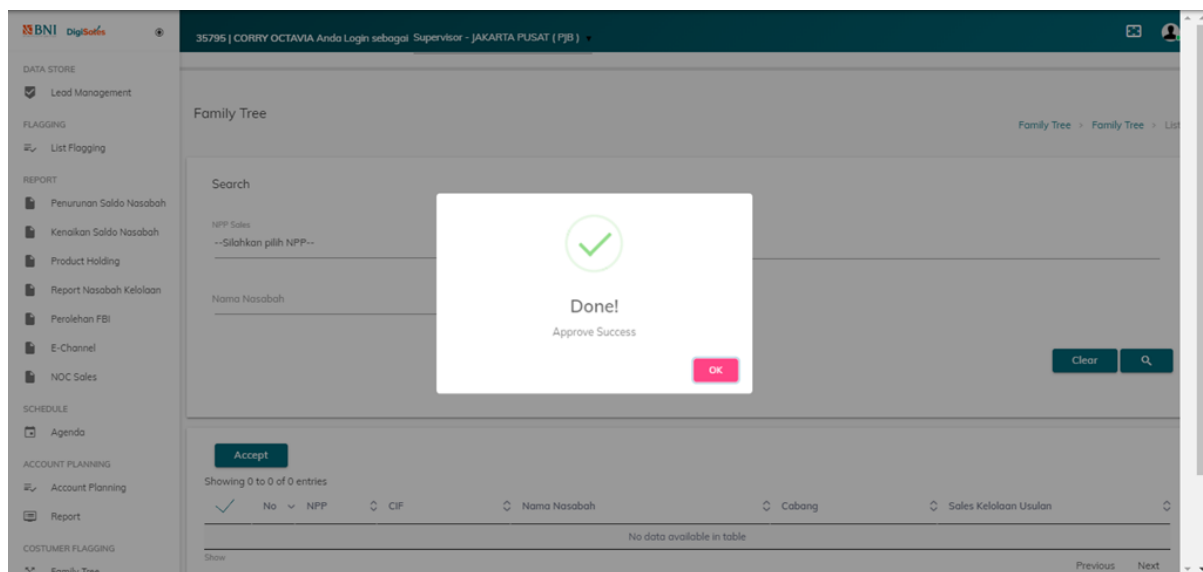 BNI DigiSales
35795 | CORRY OCTAVIA Anda Login sebagai Supervisor - JAKARTA PUSAT ( PJB )
DATA STORE
Lead Management
FLAGGING
List Flagging
REPORT
Penurunan Saldo Nasabah
Kenaikan Saldo Nasabah
Product Holding
Report Nasabah Kelolaan
Perolehan FBI
E-Channel
NOC Sales
SCHEDULE
Agenda
ACCOUNT PLANNING
Account Planning
Report
COSTUMER FLAGGING
Family Tree
Family Tree
Family Tree > Family Tree > List
Search
NPP Sales
--Silahkan pilih NPP--
Nama Nasabah
Done!
Approve Success
OK
Clear
Accept
Showing 0 to 0 of 0 entries
No NPP CIF Nama Nasabah Cabang Sales Kelolaan Usulan
No data available in table
Show
Previous Next